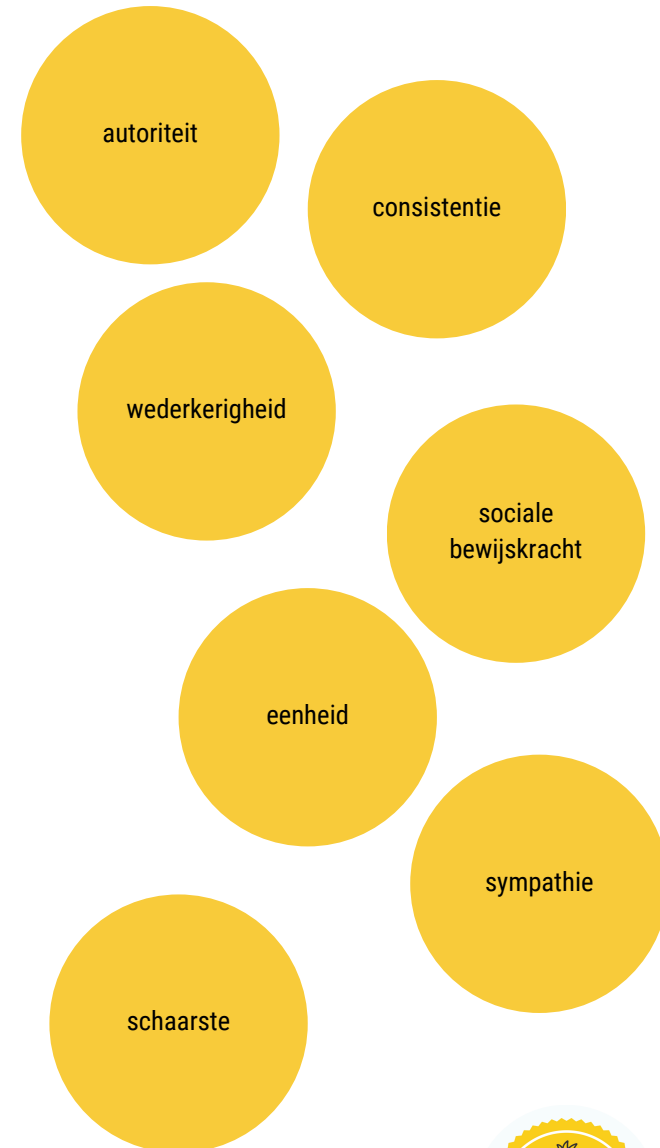 autoriteit
consistentie
wederkerigheid
sociale
bewijskracht
eenheid
sympathie
schaarste